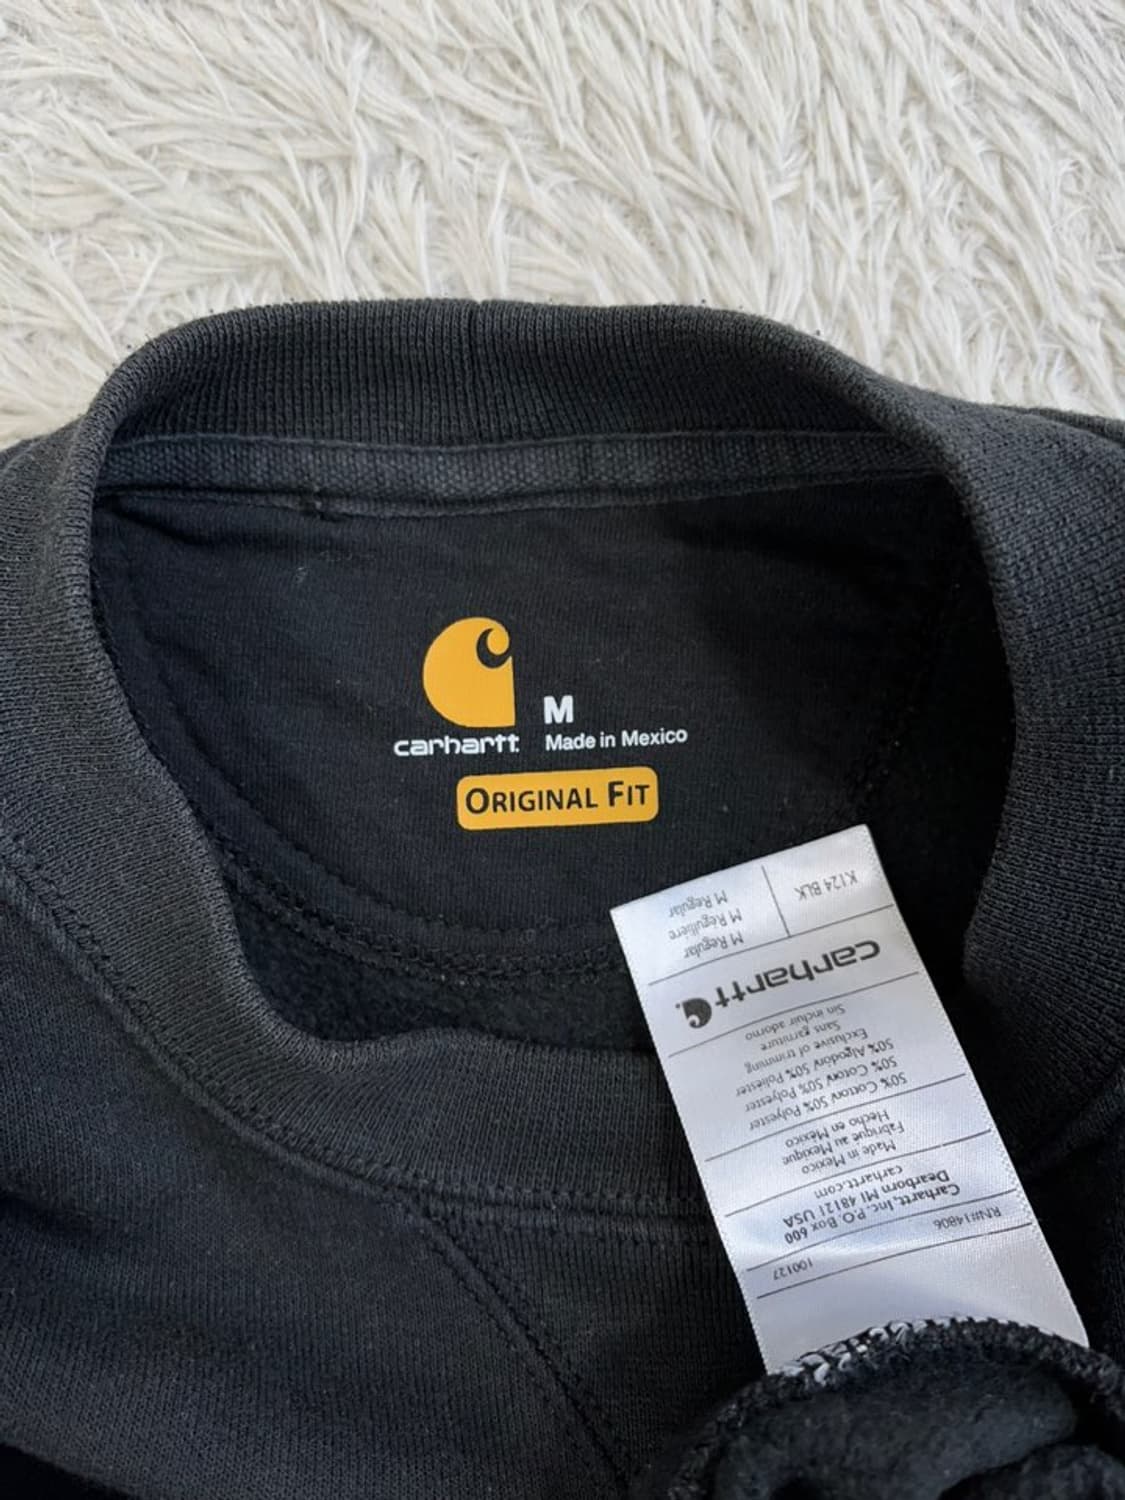 carhartt
M
Made in Mexico
ORIGINAL FIT
K124 BLK
M Regular
M Régulière
M Regular
carhartt
50% Cotton/ 50% Polyester
50% Coton/ 50% Polyester
50% Algodón/ 50% Poliéster
Exclusive of trimming
Sans garniture
Sin incluir adorno
Made in Mexico
Fabriqué au Mexique
Hecho en México
Carhartt, Inc. P.O. Box 600
Dearborn MI 48121 USA
carhartt.com
RN#14806
100127